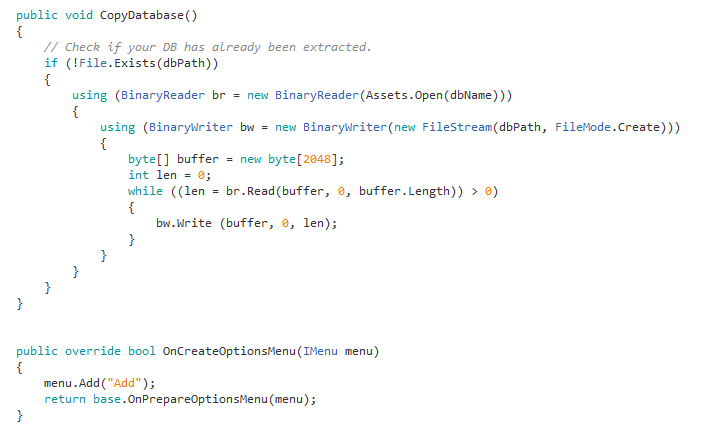 public void CopyDatabase()
{
    // Check if your DB has already been extracted.
    if (!File.Exists(dbPath))
    {
        using (BinaryReader br = new BinaryReader(Assets.Open(dbName)))
        {
            using (BinaryWriter bw = new BinaryWriter(new FileStream(dbPath, FileMode.Create)))
            {
                byte[] buffer = new byte[2048];
                int len = 0;
                while ((len = br.Read(buffer, 0, buffer.Length)) > 0)
                {
                    bw.Write (buffer, 0, len);
                }
            }
        }
    }
}
public override bool OnCreateOptionsMenu(IMenu menu)
{
    menu.Add("Add");
    return base.OnPrepareOptionsMenu(menu);
}